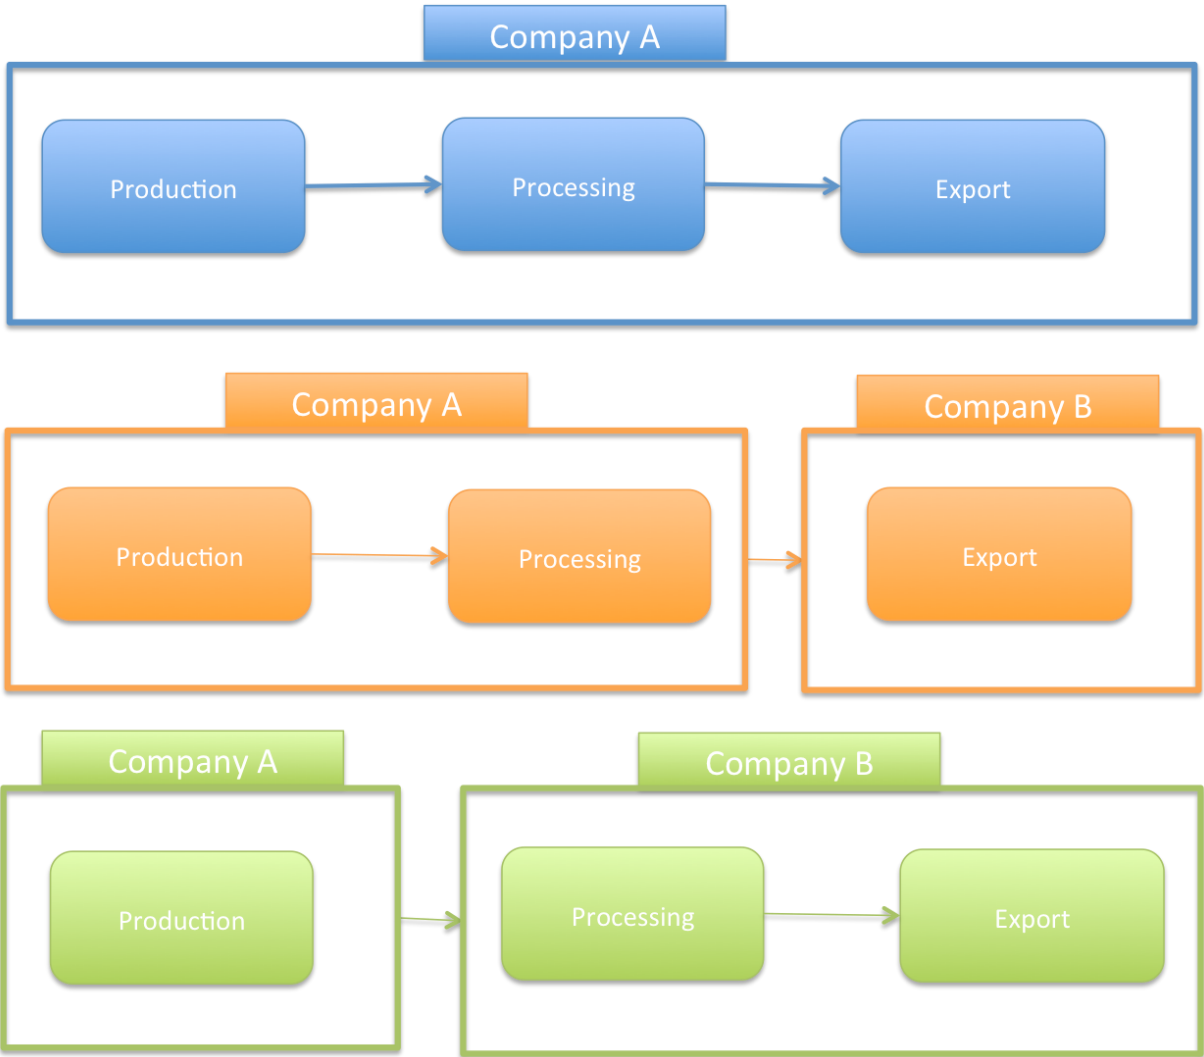 Company A
Production
Processing
Export
Company A
Company B
Production
Processing
Export
Company A
Company B
Production
Processing
Export